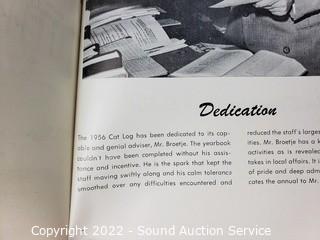 Dedication
The 1956 Cat Log has been dedicated to its cap-
able and genial adviser, Mr. Broetje. The yearbook
couldn't have been completed without his assis-
tance and incentive. He is the spark that kept the
staff moving swiftly along and his calm tolerance
smoothed over any difficulties encountered and
reduced the staff's larges
ities, Mr. Broetje has a k
activities as is reveale
takes in local affairs. It i
of pride and deep adm
cates the annual to Mr.
Copyright 2022 - Sound Auction Service